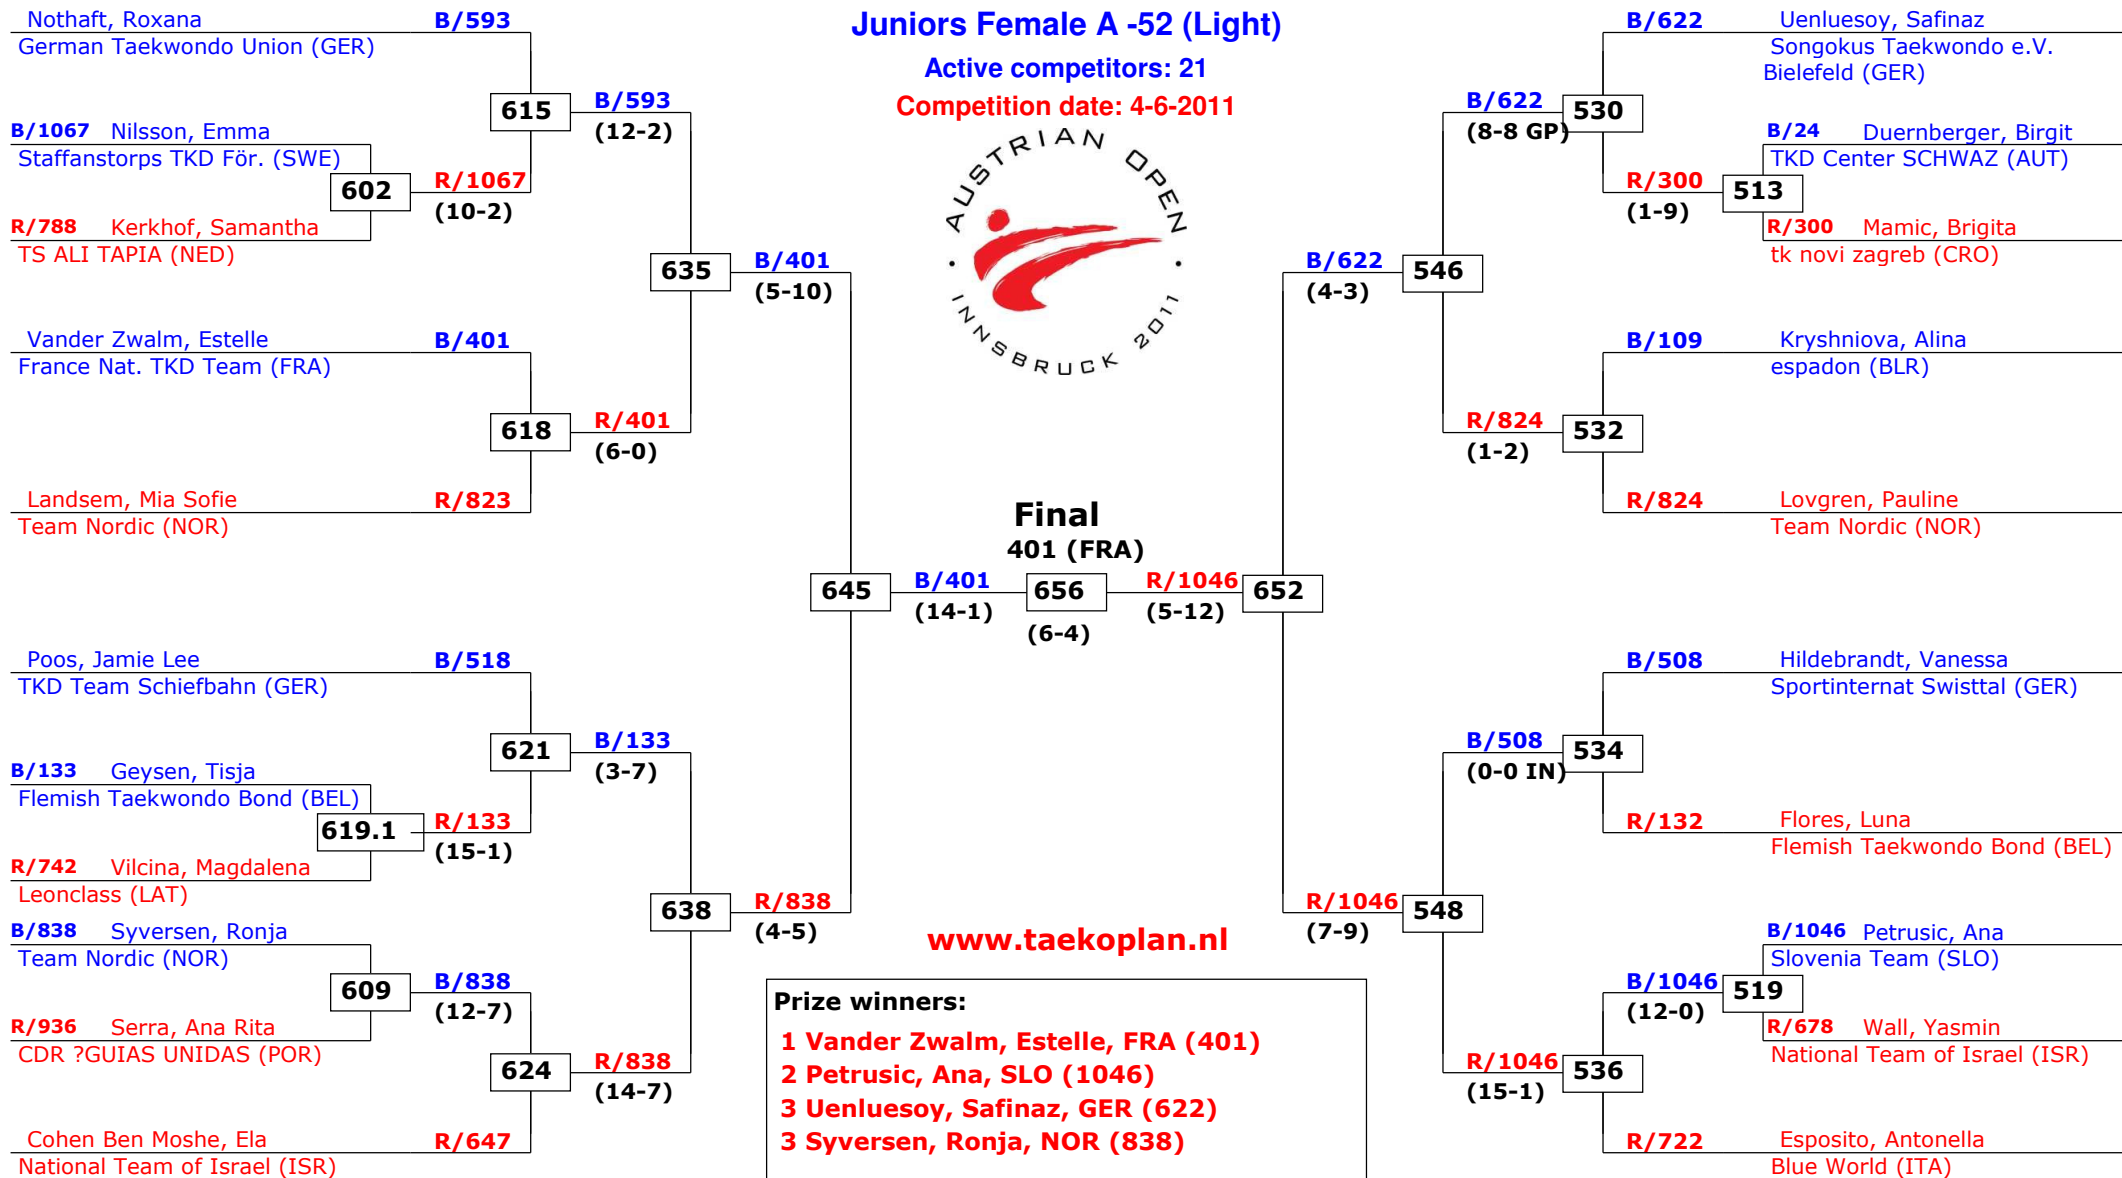 Juniors Female A -52 (Light)
Active competitors: 21
Competition date: 4-6-2011
AUSTRIAN OPEN
· INNSBRUCK 2011 ·
Nothaft, Roxana B/593
German Taekwondo Union (GER)
615
B/593
(12-2)
B/1067 Nilsson, Emma
Staffanstorps TKD För. (SWE)
602
R/1067
(10-2)
R/788 Kerkhof, Samantha
TS ALI TAPIA (NED)
635
B/401
(5-10)
Vander Zwalm, Estelle B/401
France Nat. TKD Team (FRA)
618
R/401
(6-0)
Landsem, Mia Sofie R/823
Team Nordic (NOR)
645
B/401
(14-1)
Poos, Jamie Lee B/518
TKD Team Schiefbahn (GER)
621
B/133
(3-7)
B/133 Geysen, Tisja
Flemish Taekwondo Bond (BEL)
619.1
R/133
(15-1)
R/742 Vilcina, Magdalena
Leonclass (LAT)
638
R/838
(4-5)
B/838 Syversen, Ronja
Team Nordic (NOR)
609
B/838
(12-7)
R/936 Serra, Ana Rita
CDR ?GUIAS UNIDAS (POR)
624
R/838
(14-7)
Cohen Ben Moshe, Ela R/647
National Team of Israel (ISR)
Final
401 (FRA)
656
(6-4)
R/1046
(5-12)
652
B/622 Uenluesoy, Safinaz
Songokus Taekwondo e.V.
Bielefeld (GER)
B/622
(8-8 GP)
530
B/24 Duernberger, Birgit
TKD Center SCHWAZ (AUT)
R/300
(1-9)
513
R/300 Mamic, Brigita
tk novi zagreb (CRO)
B/622
(4-3)
546
B/109 Kryshniova, Alina
espadon (BLR)
R/824
(1-2)
532
R/824 Lovgren, Pauline
Team Nordic (NOR)
B/508 Hildebrandt, Vanessa
Sportinternat Swisttal (GER)
B/508
(0-0 IN)
534
R/132 Flores, Luna
Flemish Taekwondo Bond (BEL)
R/1046
(7-9)
548
B/1046 Petrusic, Ana
Slovenia Team (SLO)
B/1046
(12-0)
519
R/678 Wall, Yasmin
National Team of Israel (ISR)
R/1046
(15-1)
536
R/722 Esposito, Antonella
Blue World (ITA)
www.taekoplan.nl
Prize winners:
1 Vander Zwalm, Estelle, FRA (401)
2 Petrusic, Ana, SLO (1046)
3 Uenluesoy, Safinaz, GER (622)
3 Syversen, Ronja, NOR (838)